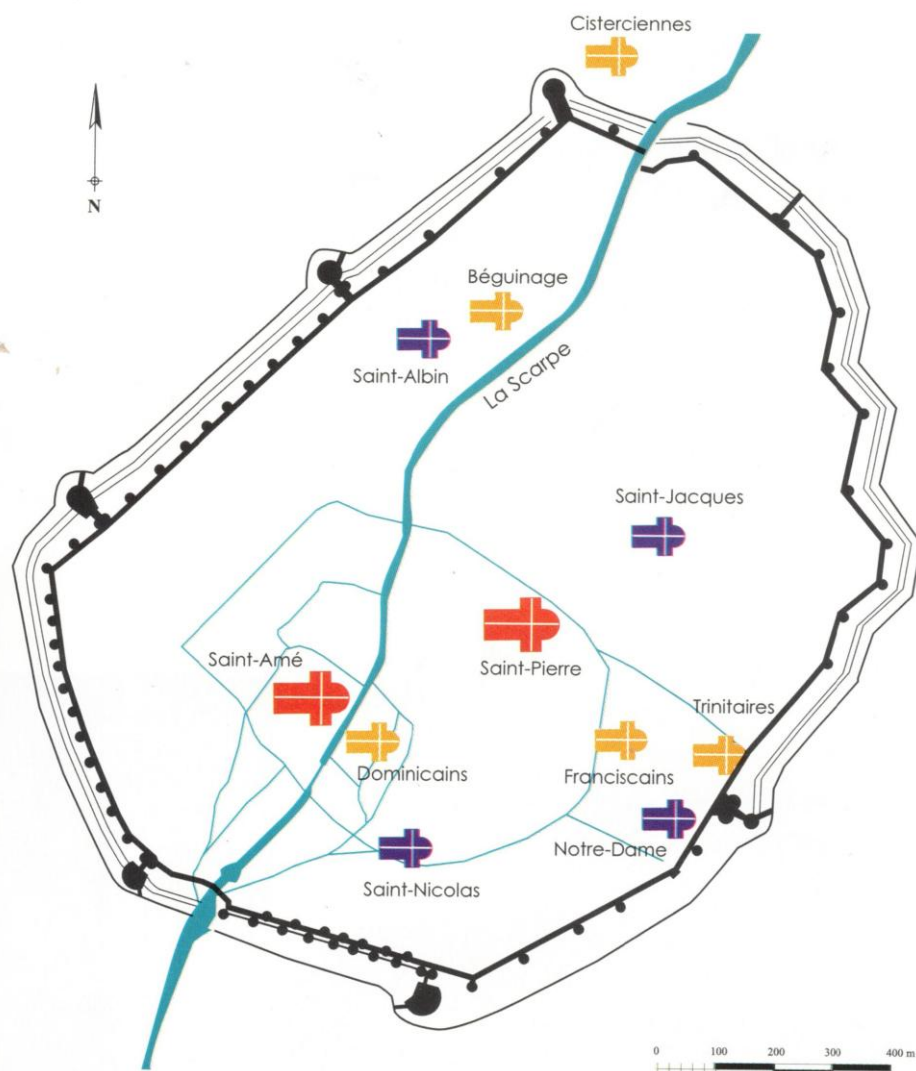 Cisterciennes
N
Béguinage
Saint-Albin
La Scarpe
Saint-Jacques
Saint-Amé
Saint-Pierre
Trinitaires
Dominicains
Franciscains
Notre-Dame
Saint-Nicolas
0 100 200 300 400 m